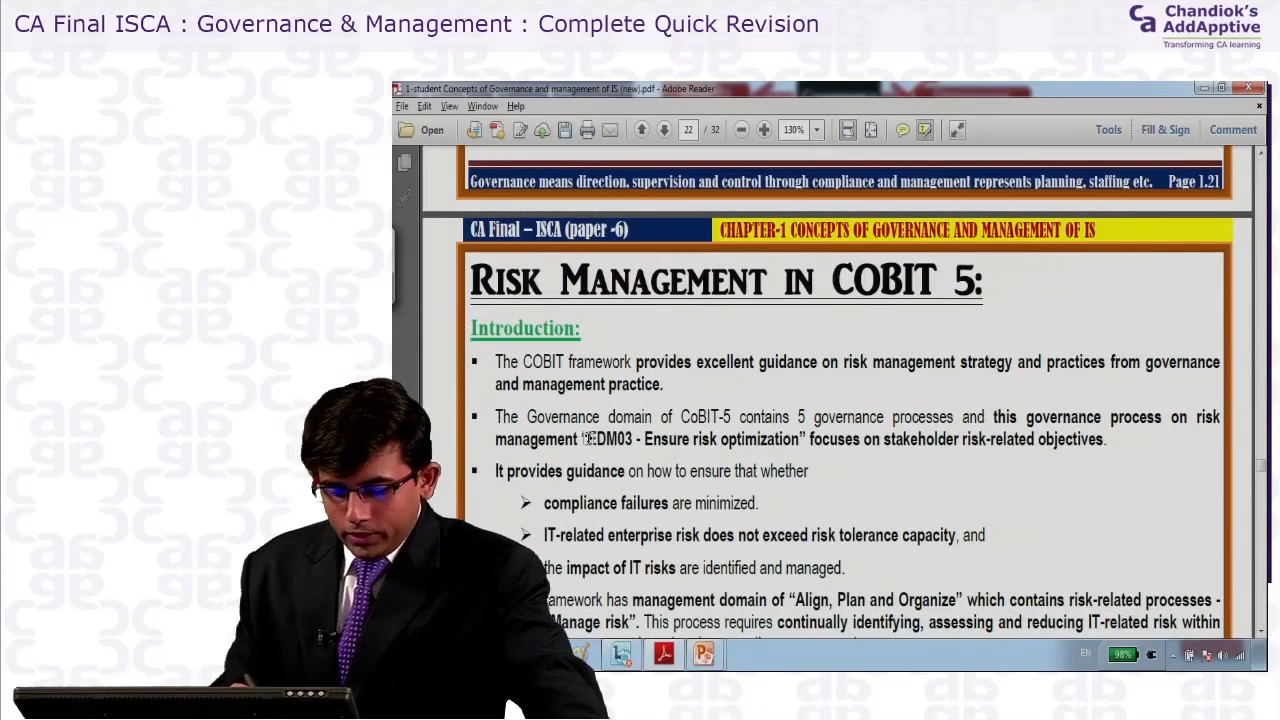 CA Final ISCA : Governance & Management : Complete Quick Revision
Ca Chandiok's
AddApptive
Transforming CA learning
1-student Concepts of Governance and management of IS (new).pdf - Adobe Reader
File Edit View Window Help
Open 22 / 32 130% Tools Fill & Sign Comment
Governance means direction, supervision and control through compliance and management represents planning, staffing etc. Page 1.21
CA Final – ISCA (paper -6) CHAPTER-1 CONCEPTS OF GOVERNANCE AND MANAGEMENT OF IS
RISK MANAGEMENT IN COBIT 5:
Introduction:
▪ The COBIT framework provides excellent guidance on risk management strategy and practices from governance
and management practice.
▪ The Governance domain of CoBIT-5 contains 5 governance processes and this governance process on risk
management “EDM03 - Ensure risk optimization” focuses on stakeholder risk-related objectives.
▪ It provides guidance on how to ensure that whether
➢ compliance failures are minimized.
➢ IT-related enterprise risk does not exceed risk tolerance capacity, and
the impact of IT risks are identified and managed.
has management domain of “Align, Plan and Organize” which contains risk-related processes -
risk”. This process requires continually identifying, assessing and reducing IT-related risk within
EN 98%